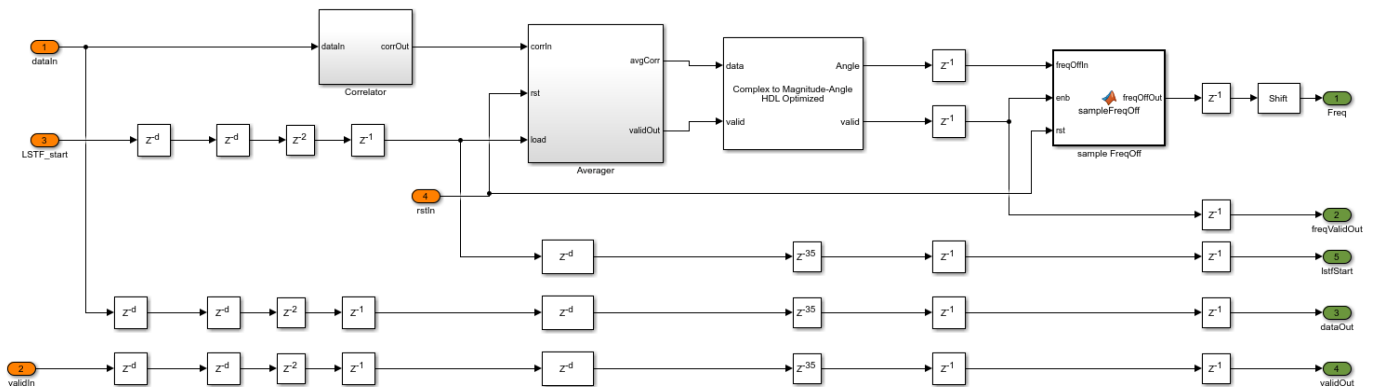 dataIn
corrOut
Correlator
1
dataIn
corrIn
rst
load
avgCorr
validOut
Averager
data
valid
Complex to Magnitude-Angle
HDL Optimized
Angle
valid
z-1
z-1
freqOffIn
enb
rst
freqOffOut
sampleFreqOff
sample FreqOff
z-1
Shift
1
Freq
3
LSTF_start
z-d
z-d
z-2
z-1
4
rstIn
z-1
2
freqValidOut
z-d
z-35
z-1
z-1
5
lstfStart
z-d
z-d
z-2
z-1
z-d
z-35
z-1
z-1
3
dataOut
2
validIn
z-d
z-d
z-2
z-1
z-d
z-35
z-1
z-1
4
validOut